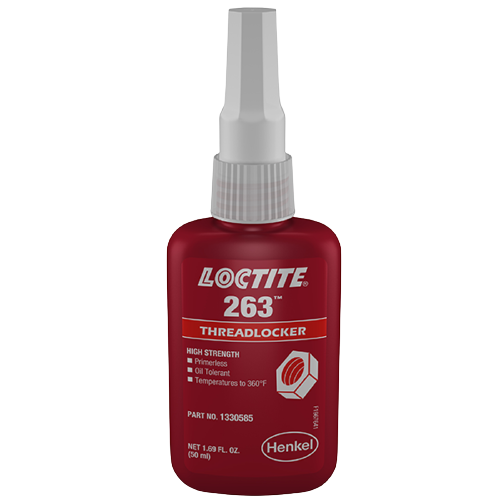 LOCTITE®
263™
THREADLOCKER
HIGH STRENGTH
■ Primerless
■ Oil Tolerant
■ Temperatures to 360°F
PART NO. 1330585
NET 1.69 FL. OZ.
(50 ml)
Henkel